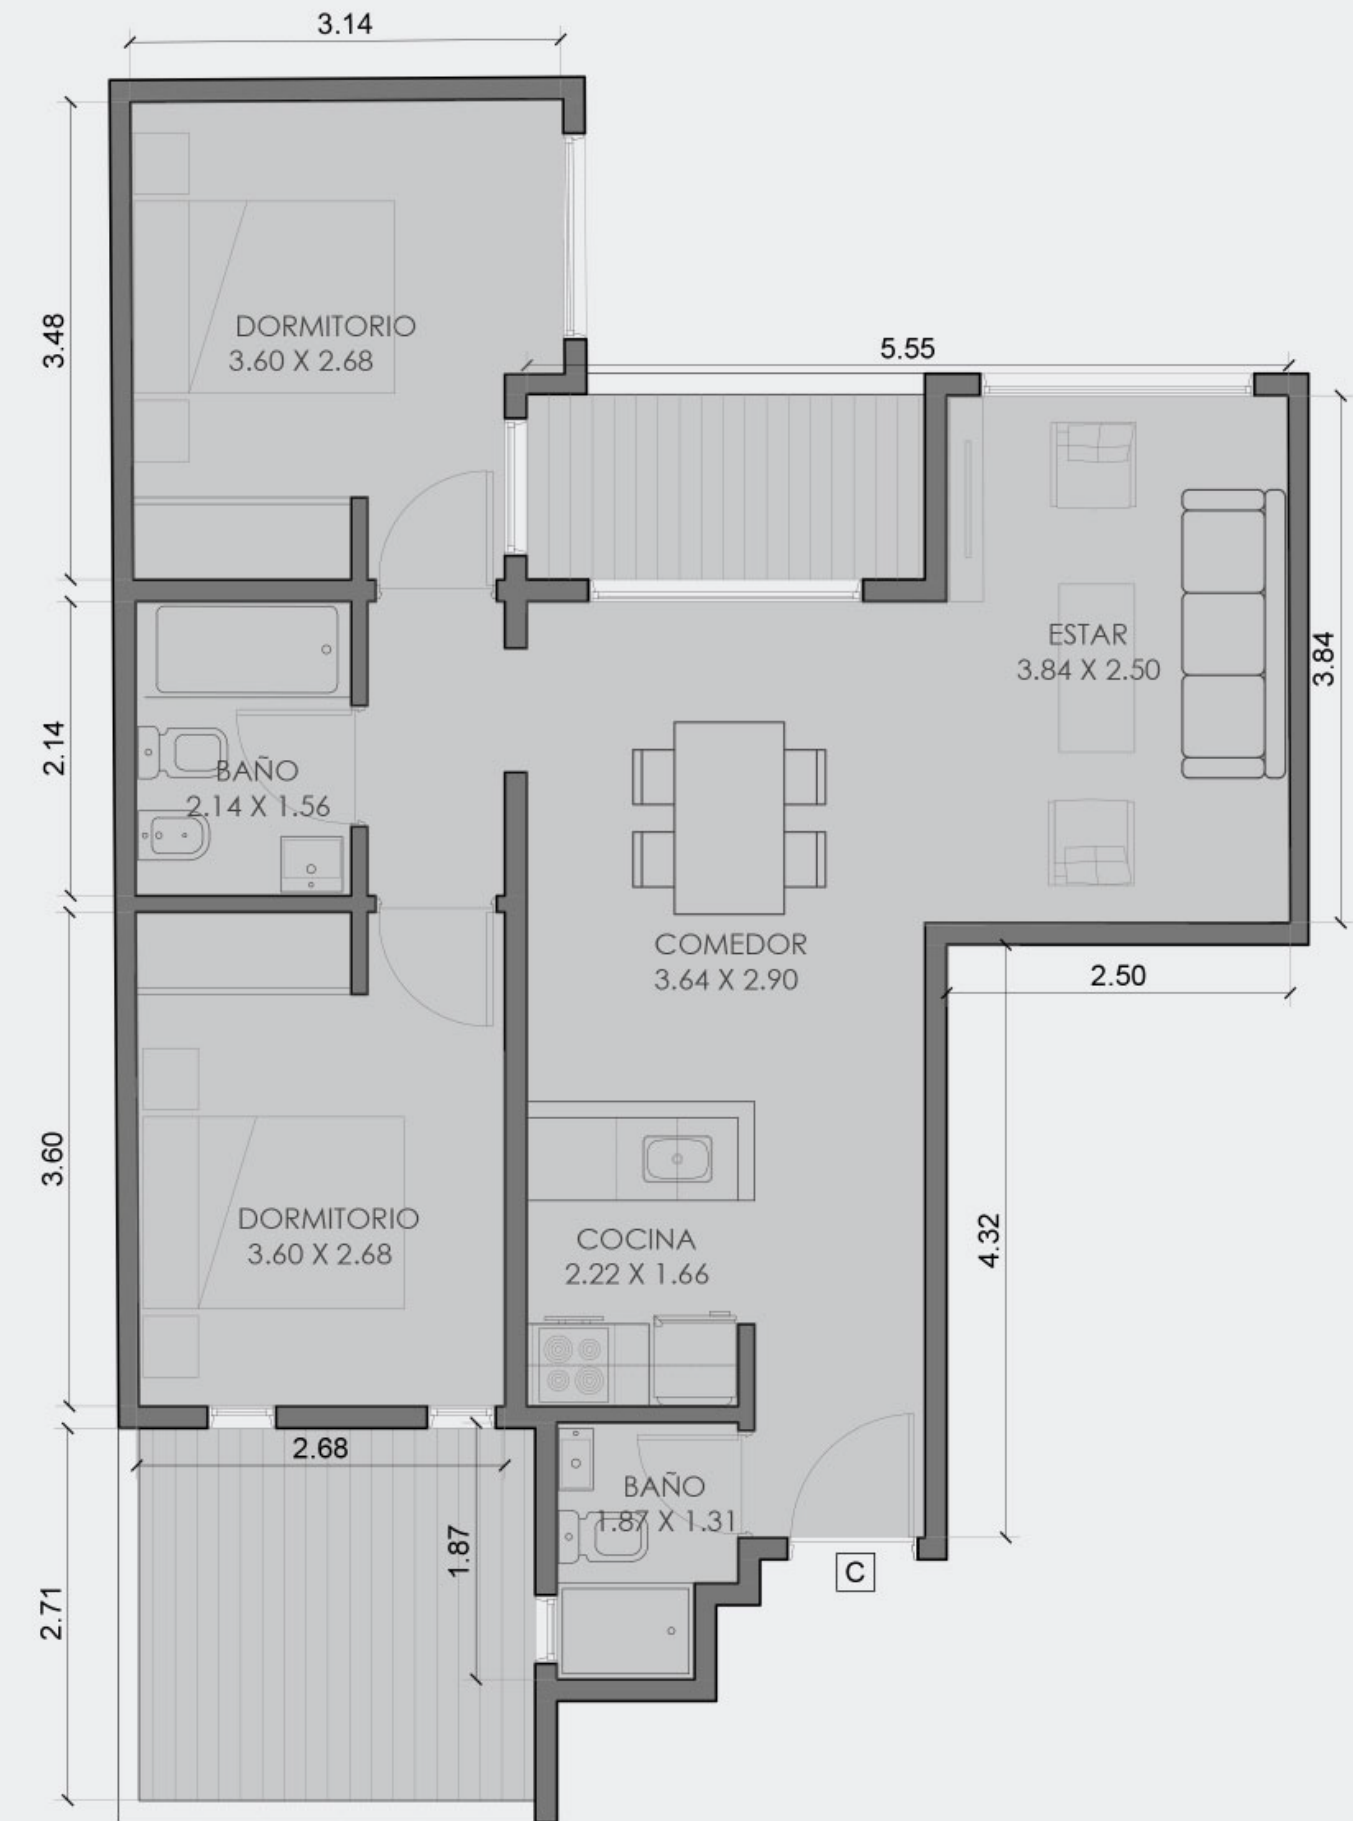 3.14
3.48
DORMITORIO
3.60 X 2.68
5.55
ESTAR
3.84 X 2.50
3.84
2.14
BAÑO
2.14 X 1.56
COMEDOR
3.64 X 2.90
2.50
3.60
DORMITORIO
3.60 X 2.68
COCINA
2.22 X 1.66
4.32
2.68
BAÑO
1.87 X 1.31
1.87
C
2.71